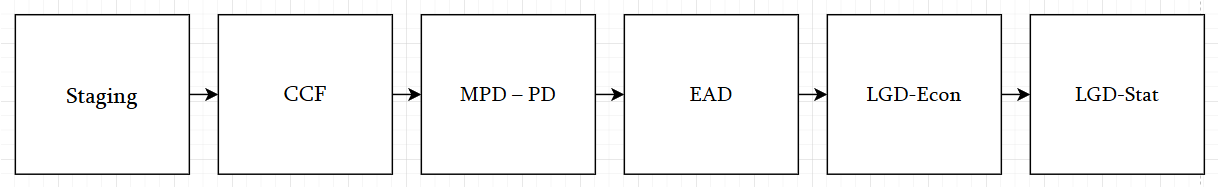 Staging
CCF
MPD – PD
EAD
LGD-Econ
LGD-Stat